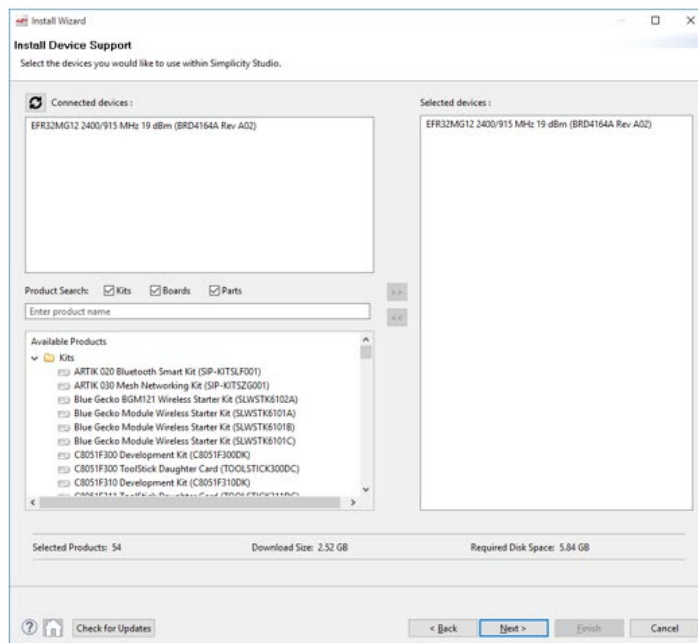 Install Wizard
Install Device Support
Select the devices you would like to use within Simplicity Studio.
Connected devices :
EFR32MG12 2400/915 MHz 19 dBm (BRD4164A Rev A02)
Product Search: Kits Boards Parts
Enter product name
Available Products
Kits
ARTIK 020 Bluetooth Smart Kit (SIP-KITSLF001)
ARTIK 030 Mesh Networking Kit (SIP-KITSZG001)
Blue Gecko BGM121 Wireless Starter Kit (SLWSTK6102A)
Blue Gecko Module Wireless Starter Kit (SLWSTK6101A)
Blue Gecko Module Wireless Starter Kit (SLWSTK6101B)
Blue Gecko Module Wireless Starter Kit (SLWSTK6101C)
C8051F300 Development Kit (C8051F300DK)
C8051F300 ToolStick Daughter Card (TOOLSTICK300DC)
C8051F310 Development Kit (C8051F310DK)
C8051F311 ToolStick Daughter Card (TOOLSTICK311DC)
>>
<<
Selected devices :
EFR32MG12 2400/915 MHz 19 dBm (BRD4164A Rev A02)
Selected Products: 54 Download Size: 2.52 GB Required Disk Space: 5.84 GB
Check for Updates < Back Next > Finish Cancel